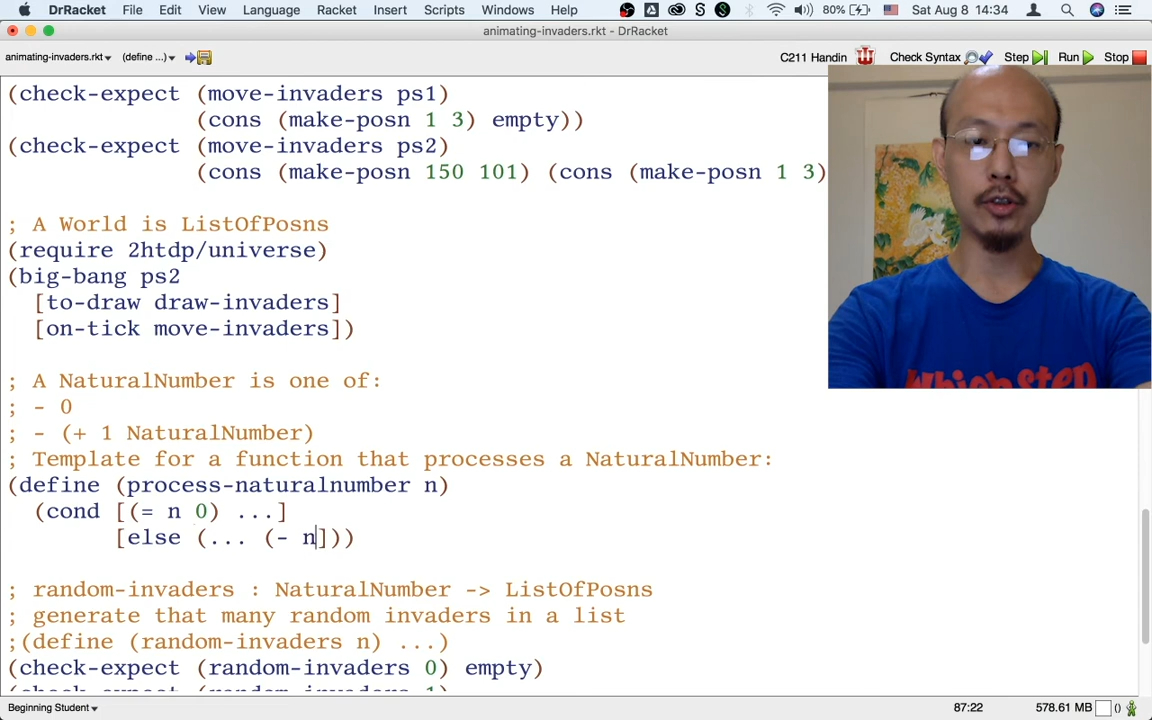 DrRacket File Edit View Language Racket Insert Scripts Windows Help 80% Sat Aug 8 14:34
animating-invaders.rkt - DrRacket
animating-invaders.rkt (define ...) C211 Handin Check Syntax Step Run Stop
(check-expect (move-invaders ps1)
(cons (make-posn 1 3) empty))
(check-expect (move-invaders ps2)
(cons (make-posn 150 101) (cons (make-posn 1 3)
; A World is ListOfPosns
(require 2htdp/universe)
(big-bang ps2
[to-draw draw-invaders]
[on-tick move-invaders])
; A NaturalNumber is one of:
; - 0
; - (+ 1 NaturalNumber)
; Template for a function that processes a NaturalNumber:
(define (process-naturalnumber n)
(cond [(= n 0) ...]
[else (... (- n]))
; random-invaders : NaturalNumber -> ListOfPosns
; generate that many random invaders in a list
;(define (random-invaders n) ...)
(check-expect (random-invaders 0) empty)
Which Step
Beginning Student 87:22 578.61 MB ()